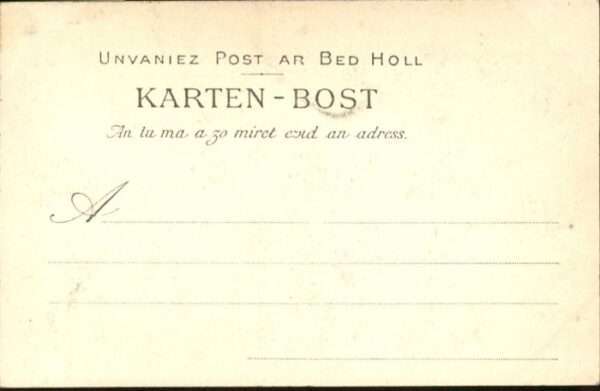 UNVANIEZ POST AR BED HOLL
KARTEN-BOST
An tu ma a zo miret evid an adress.
A